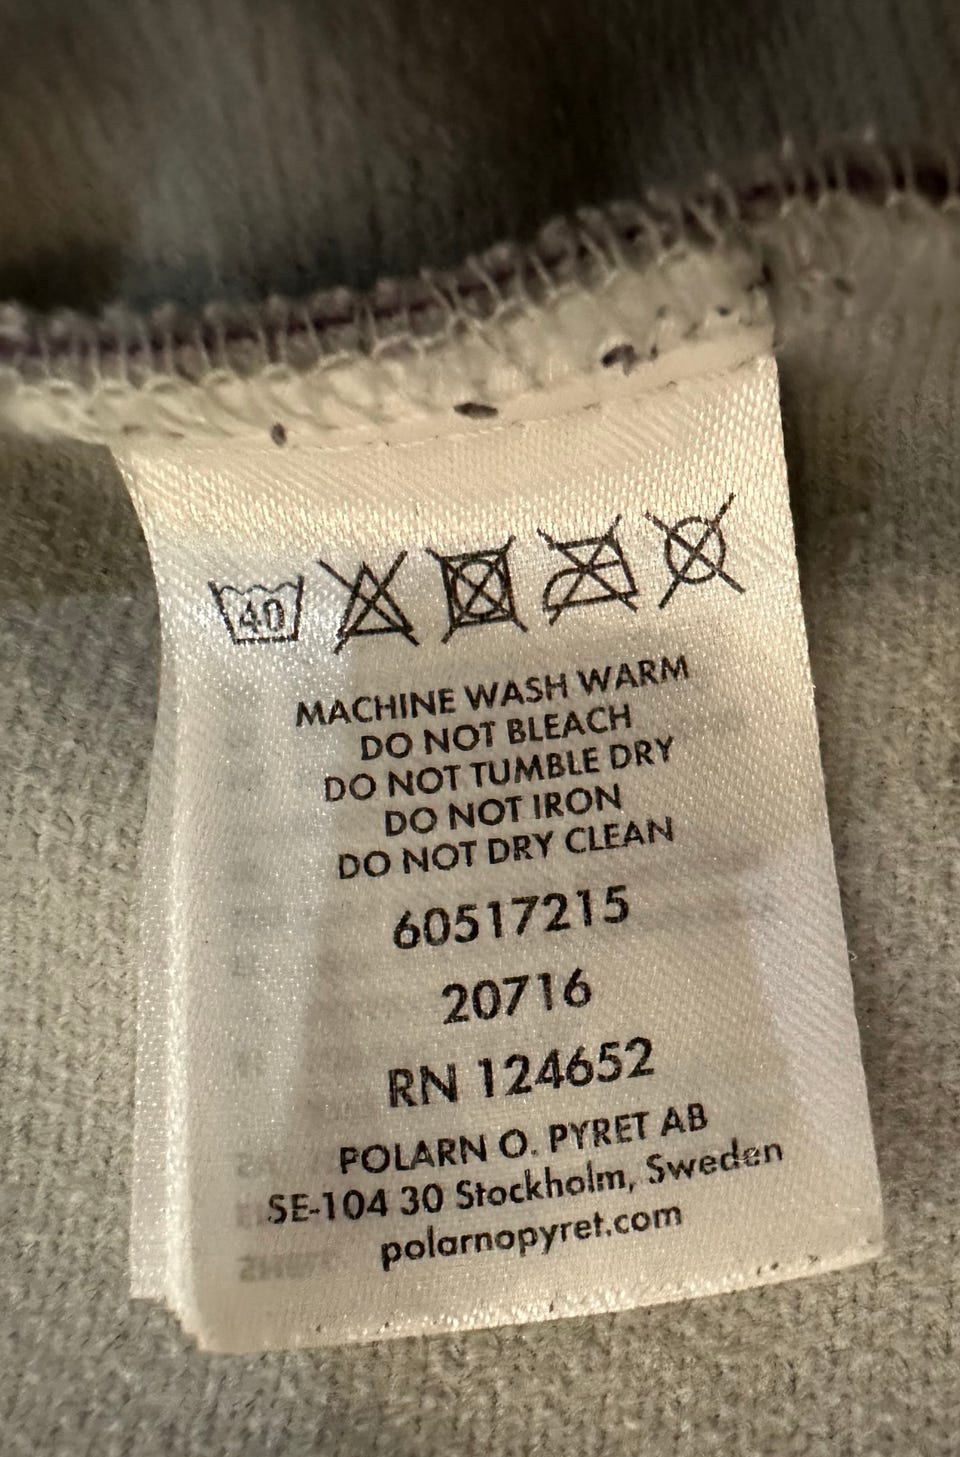 40
MACHINE WASH WARM
DO NOT BLEACH
DO NOT TUMBLE DRY
DO NOT IRON
DO NOT DRY CLEAN
60517215
20716
RN 124652
POLARN O. PYRET AB
SE-104 30 Stockholm, Sweden
polarnopyret.com